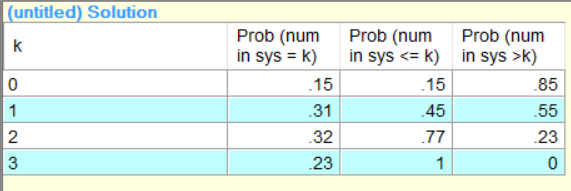 (untitled) Solution
k Prob (num in sys = k) Prob (num in sys <= k) Prob (num in sys >k)
0 .15 .15 .85
1 .31 .45 .55
2 .32 .77 .23
3 .23 1 0